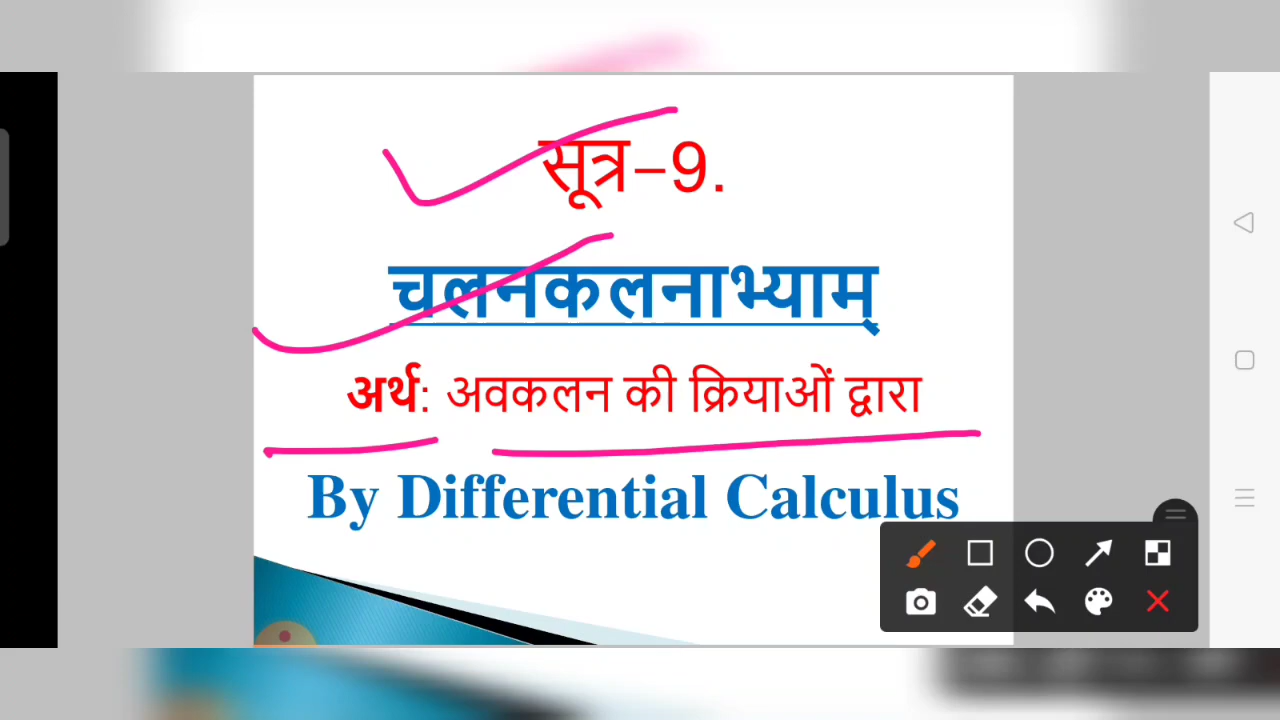 सूत्र–9.
चलनकलनाभ्याम्
अर्थ: अवकलन की क्रियाओं द्वारा
By Differential Calculus